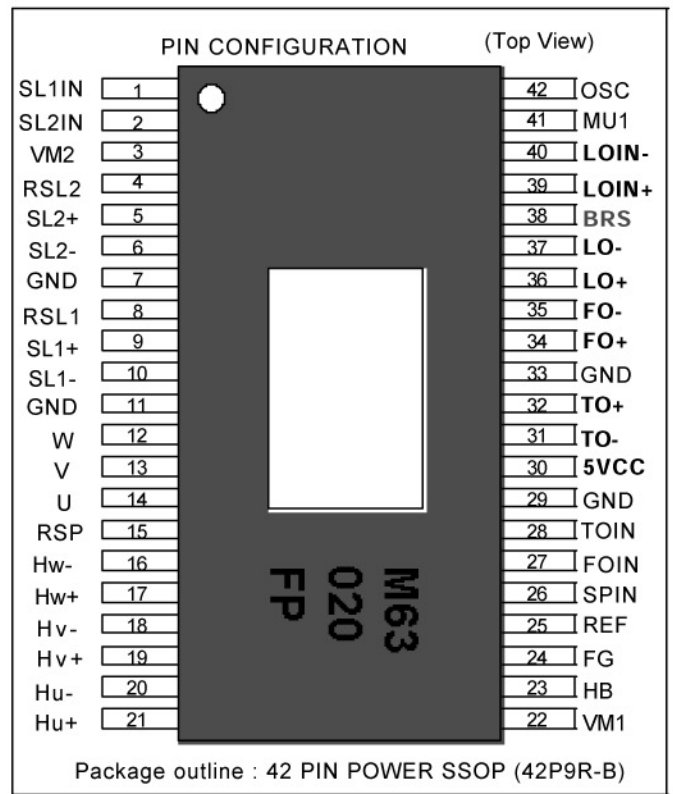 PIN CONFIGURATION (Top View)
SL1IN 1 42 OSC
SL2IN 2 41 MU1
VM2 3 40 LOIN-
RSL2 4 39 LOIN+
SL2+ 5 38 BRS
SL2- 6 37 LO-
GND 7 36 LO+
RSL1 8 35 FO-
SL1+ 9 34 FO+
SL1- 10 33 GND
GND 11 32 TO+
W 12 31 TO-
V 13 30 5VCC
U 14 29 GND
RSP 15 28 TOIN
Hw- 16 27 FOIN
Hw+ 17 26 SPIN
Hv- 18 25 REF
Hv+ 19 24 FG
Hu- 20 23 HB
Hu+ 21 22 VM1
M63
020
FP
Package outline : 42 PIN POWER SSOP (42P9R-B)